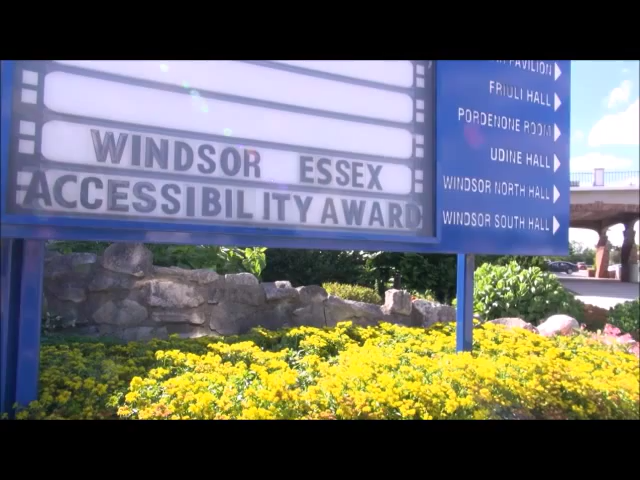 WINDSOR ESSEX
ACCESSIBILITY AWARD
PAVILION
FRIULI HALL
PORDENONE ROOM
UDINE HALL
WINDSOR NORTH HALL
WINDSOR SOUTH HALL